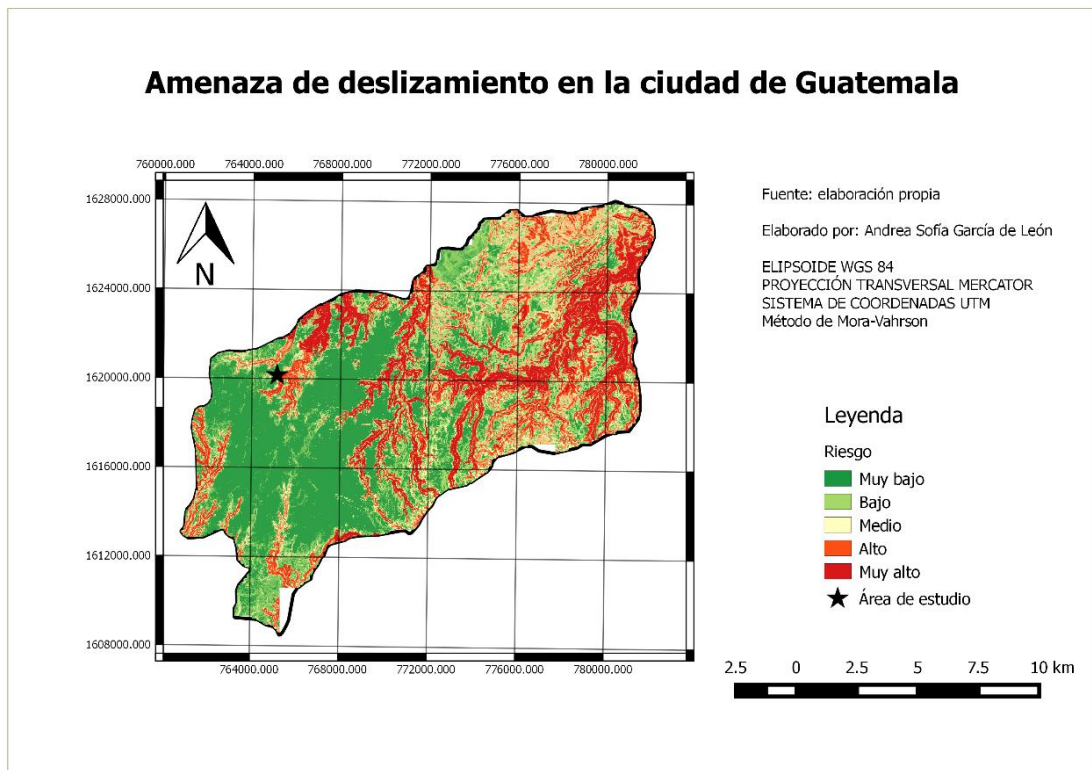 Amenaza de deslizamiento en la ciudad de Guatemala
760000.000 764000.000 768000.000 772000.000 776000.000 780000.000
1628000.000
1624000.000
1620000.000
1616000.000
1612000.000
1608000.000
764000.000 768000.000 772000.000 776000.000 780000.000
N
Fuente: elaboración propia
Elaborado por: Andrea Sofía García de León
ELIPSOIDE WGS 84
PROYECCIÓN TRANSVERSAL MERCATOR
SISTEMA DE COORDENADAS UTM
Método de Mora-Vahrson
Leyenda
Riesgo
Muy bajo
Bajo
Medio
Alto
Muy alto
Área de estudio
2.5 0 2.5 5 7.5 10 km